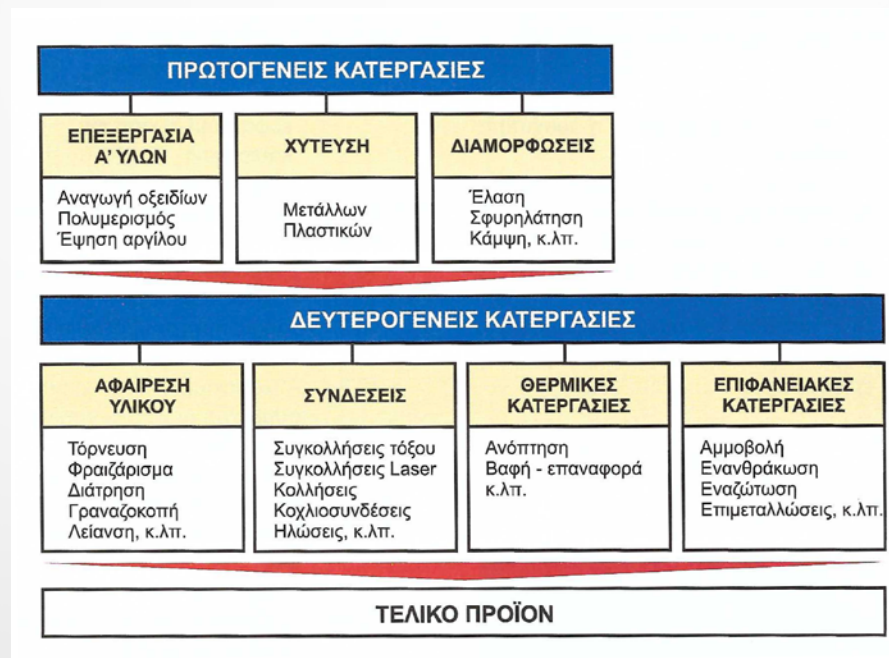 ΠΡΩΤΟΓΕΝΕΙΣ ΚΑΤΕΡΓΑΣΙΕΣ
ΕΠΕΞΕΡΓΑΣΙΑ
Α' ΥΛΩΝ
Αναγωγή οξειδίων
Πολυμερισμός
Έψηση αργίλου
ΧΥΤΕΥΣΗ
Μετάλλων
Πλαστικών
ΔΙΑΜΟΡΦΩΣΕΙΣ
Έλαση
Σφυρηλάτηση
Κάμψη, κ.λπ.
ΔΕΥΤΕΡΟΓΕΝΕΙΣ ΚΑΤΕΡΓΑΣΙΕΣ
ΑΦΑΙΡΕΣΗ
ΥΛΙΚΟΥ
Τόρνευση
Φραιζάρισμα
Διάτρηση
Γραναζοκοπή
Λείανση, κ.λπ.
ΣΥΝΔΕΣΕΙΣ
Συγκολλήσεις τόξου
Συγκολλήσεις Laser
Κολλήσεις
Κοχλιοσυνδέσεις
Ηλώσεις, κ.λπ.
ΘΕΡΜΙΚΕΣ
ΚΑΤΕΡΓΑΣΙΕΣ
Ανόπτηση
Βαφή - επαναφορά
κ.λπ.
ΕΠΙΦΑΝΕΙΑΚΕΣ
ΚΑΤΕΡΓΑΣΙΕΣ
Αμμοβολή
Ενανθράκωση
Εναζώτωση
Επιμεταλλώσεις, κ.λπ.
ΤΕΛΙΚΟ ΠΡΟΪΟΝ